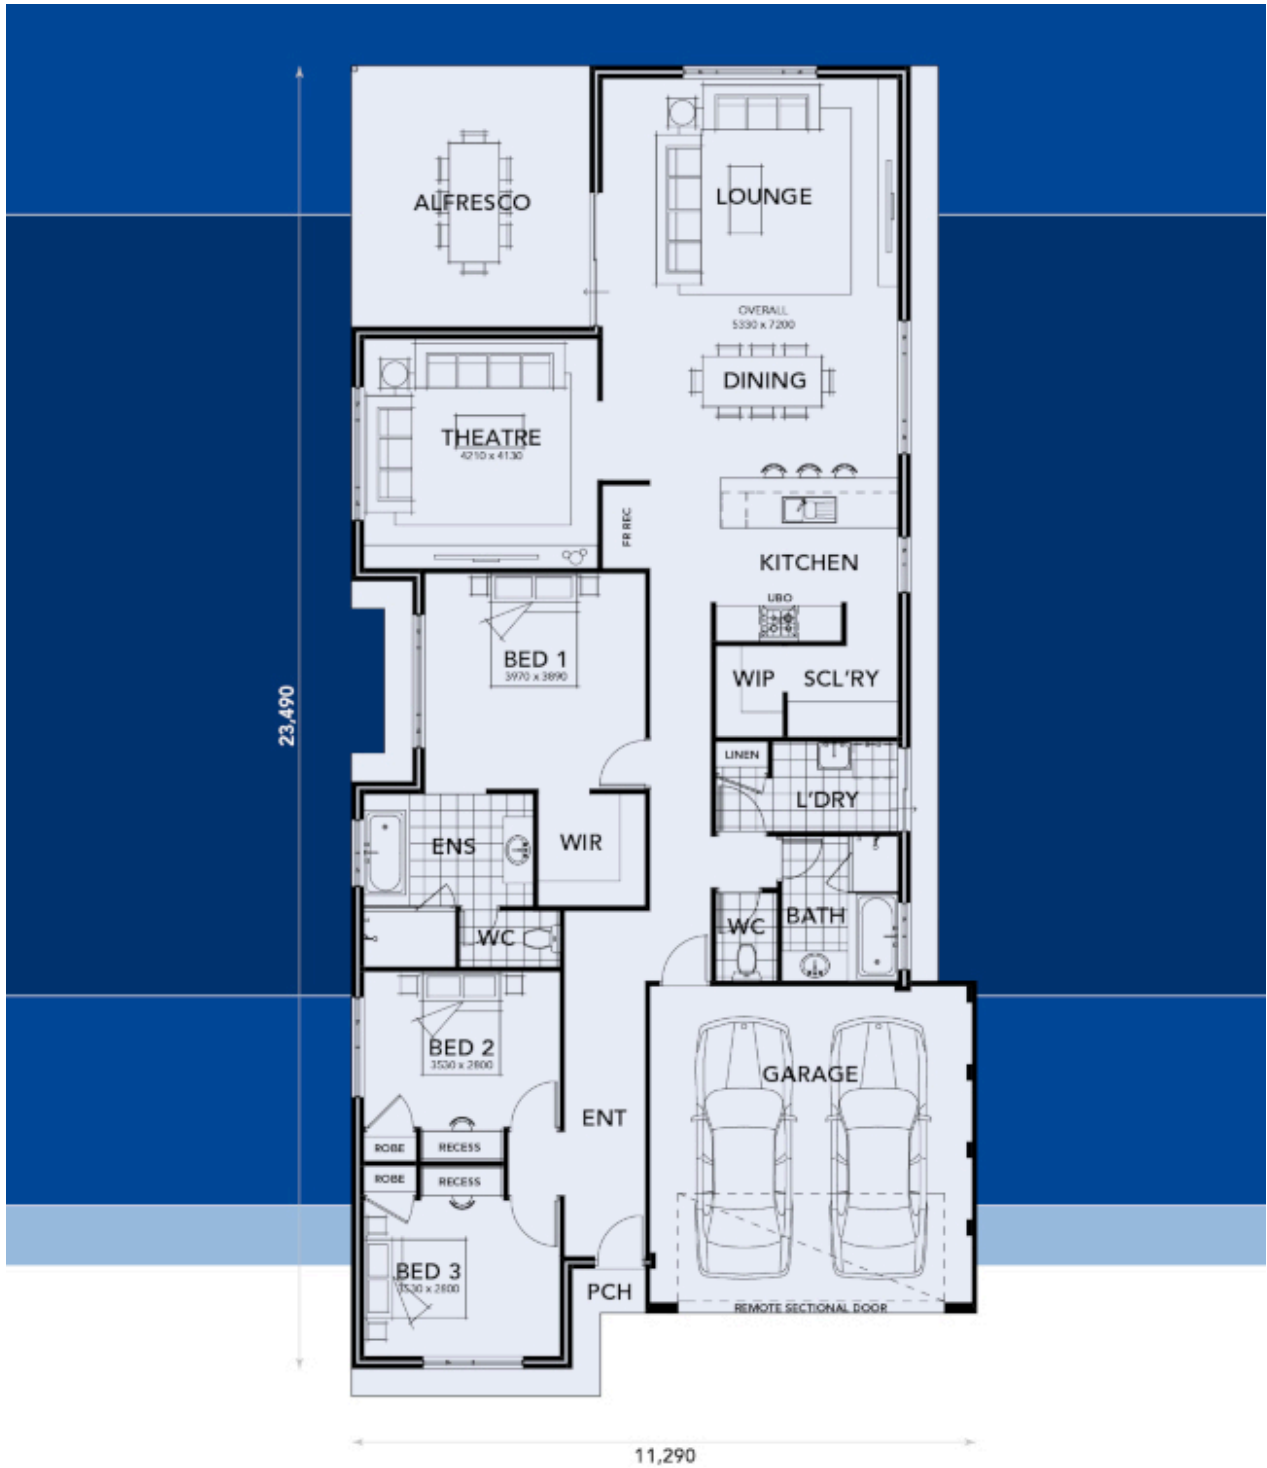 ALFRESCO
LOUNGE
OVERALL
5330 x 7200
DINING
THEATRE
4210 x 4130
FR REC
KITCHEN
UBO
BED 1
3970 x 3890
WIP
SCL'RY
23,490
LINEN
L'DRY
ENS
WIR
WC
WC
BATH
BED 2
3530 x 2800
GARAGE
ENT
ROBE
RECESS
ROBE
RECESS
BED 3
3530 x 2800
PCH
REMOTE SECTIONAL DOOR
11,290